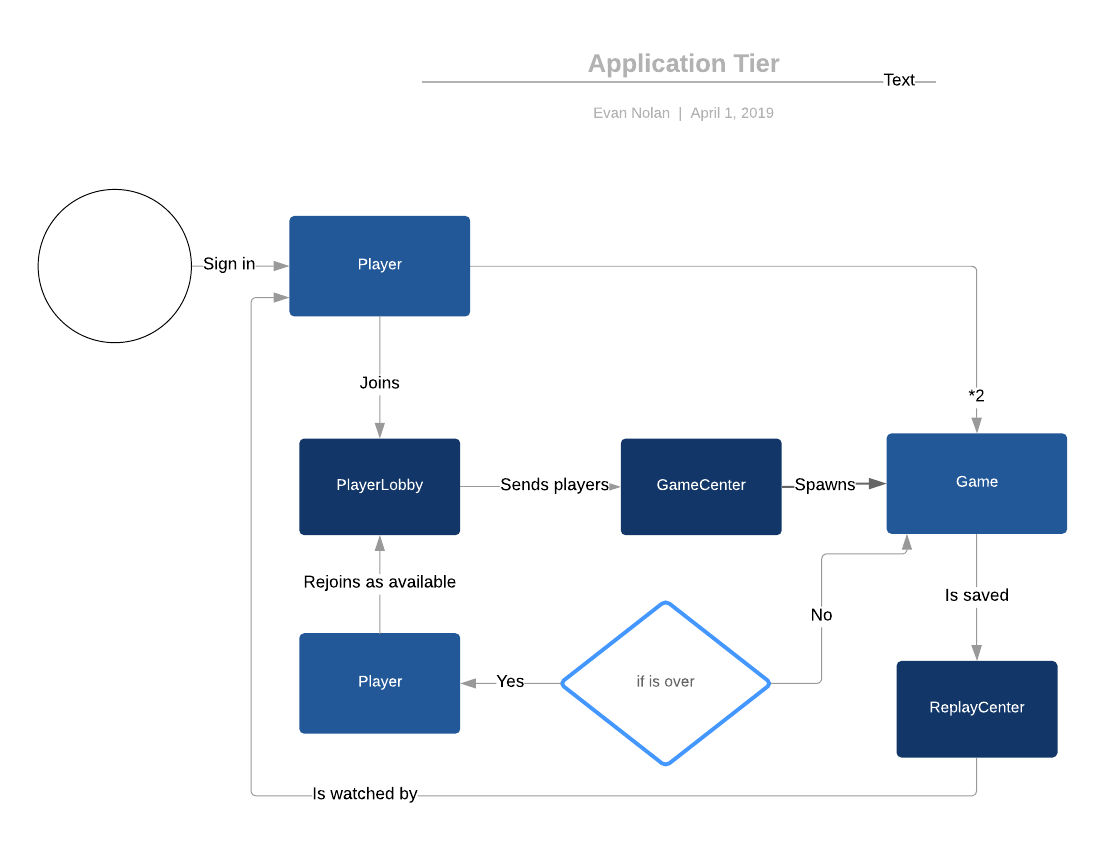 Application Tier
Text
Evan Nolan | April 1, 2019
Sign in
Player
Joins
*2
PlayerLobby
Sends players
GameCenter
Spawns
Game
Rejoins as available
Is saved
No
Player
Yes
if is over
ReplayCenter
Is watched by